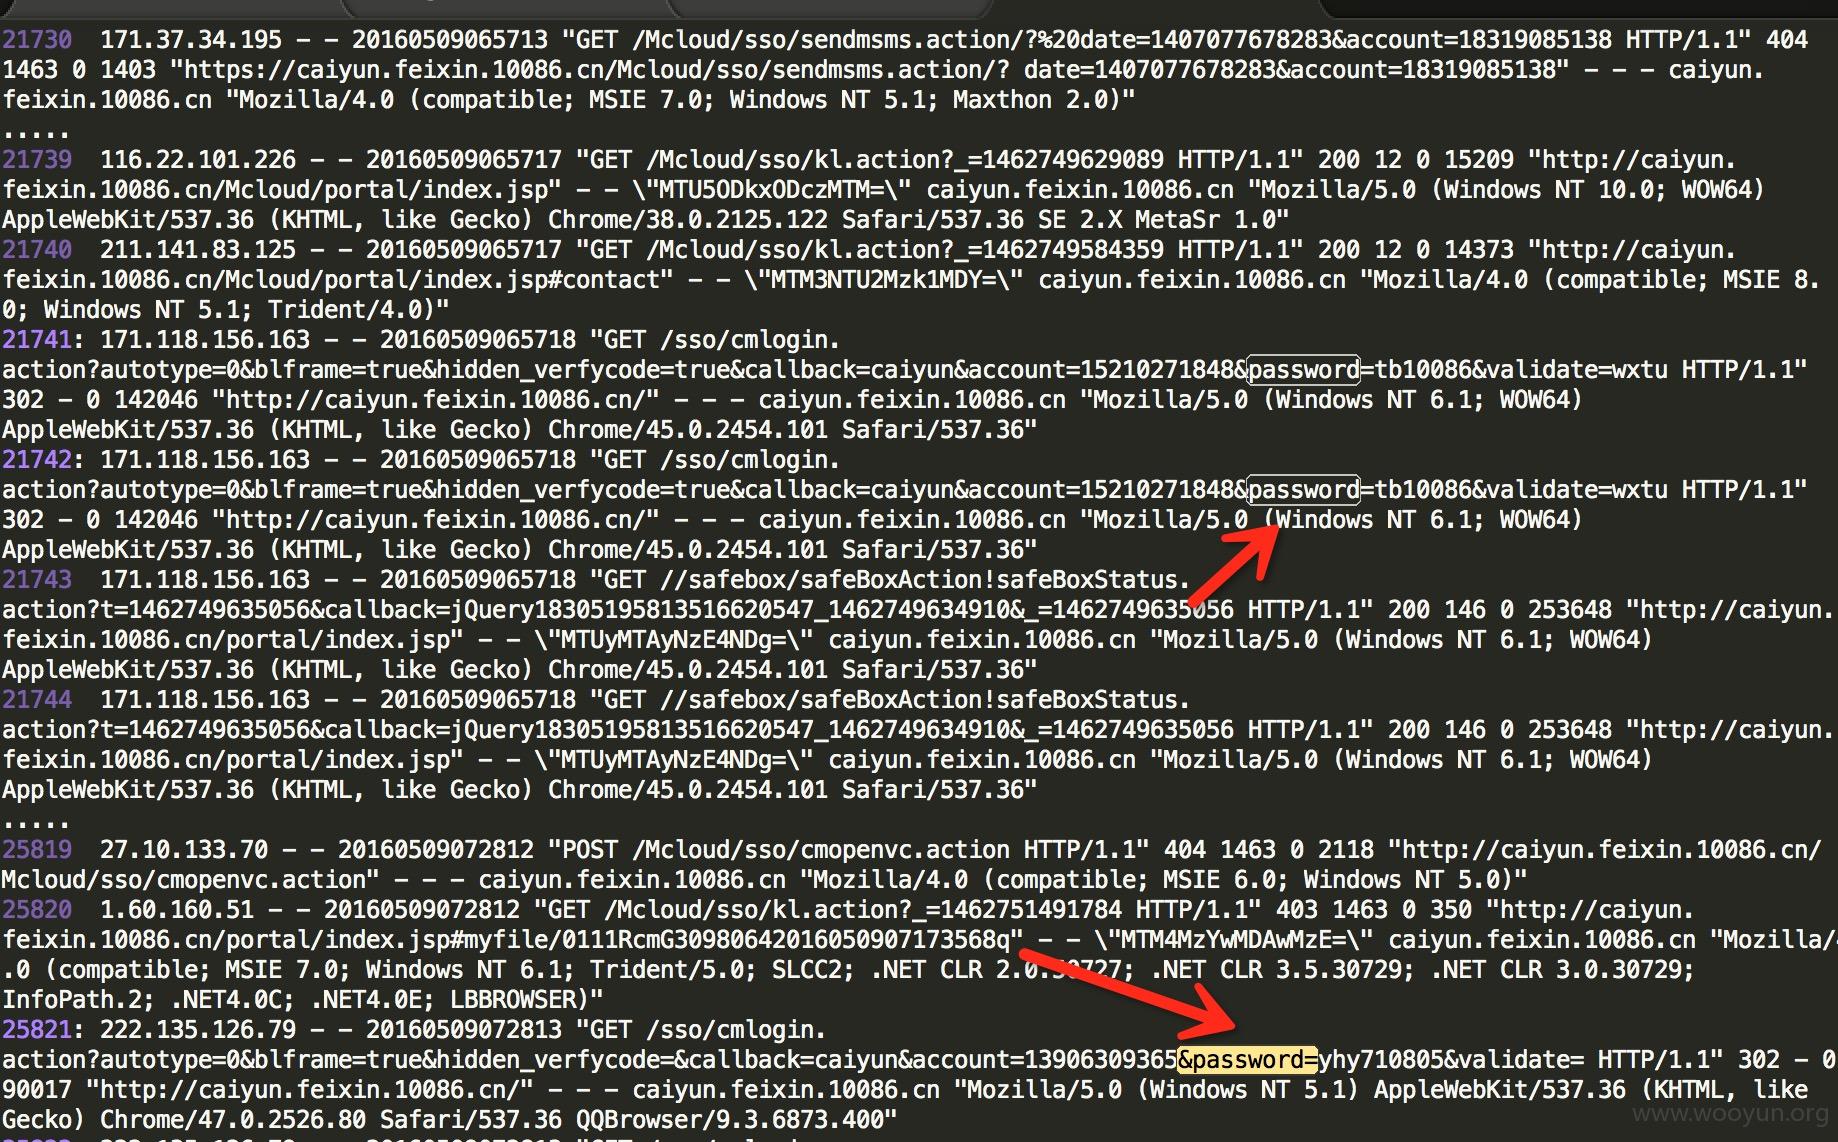 21730 171.37.34.195 - - 20160509065713 "GET /Mcloud/sso/sendmsms.action/?%20date=1407077678283&account=18319085138 HTTP/1.1" 404
1463 0 1403 "https://caiyun.feixin.10086.cn/Mcloud/sso/sendmsms.action/? date=1407077678283&account=18319085138" - - - caiyun.
feixin.10086.cn "Mozilla/4.0 (compatible; MSIE 7.0; Windows NT 5.1; Maxthon 2.0)"
.....
21739 116.22.101.226 - - 20160509065717 "GET /Mcloud/sso/kl.action?_=1462749629089 HTTP/1.1" 200 12 0 15209 "http://caiyun.
feixin.10086.cn/Mcloud/portal/index.jsp" - - \"MTU5ODkxODczMTM=\" caiyun.feixin.10086.cn "Mozilla/5.0 (Windows NT 10.0; WOW64)
AppleWebKit/537.36 (KHTML, like Gecko) Chrome/38.0.2125.122 Safari/537.36 SE 2.X MetaSr 1.0"
21740 211.141.83.125 - - 20160509065717 "GET /Mcloud/sso/kl.action?_=1462749584359 HTTP/1.1" 200 12 0 14373 "http://caiyun.
feixin.10086.cn/Mcloud/portal/index.jsp#contact" - - \"MTM3NTU2Mzk1MDY=\" caiyun.feixin.10086.cn "Mozilla/4.0 (compatible; MSIE 8.
0; Windows NT 5.1; Trident/4.0)"
21741: 171.118.156.163 - - 20160509065718 "GET /sso/cmlogin.
action?autotype=0&blframe=true&hidden_verfycode=true&callback=caiyun&account=15210271848&password=tb10086&validate=wxtu HTTP/1.1"
302 - 0 142046 "http://caiyun.feixin.10086.cn/" - - - caiyun.feixin.10086.cn "Mozilla/5.0 (Windows NT 6.1; WOW64)
AppleWebKit/537.36 (KHTML, like Gecko) Chrome/45.0.2454.101 Safari/537.36"
21742: 171.118.156.163 - - 20160509065718 "GET /sso/cmlogin.
action?autotype=0&blframe=true&hidden_verfycode=true&callback=caiyun&account=15210271848&password=tb10086&validate=wxtu HTTP/1.1"
302 - 0 142046 "http://caiyun.feixin.10086.cn/" - - - caiyun.feixin.10086.cn "Mozilla/5.0 (Windows NT 6.1; WOW64)
AppleWebKit/537.36 (KHTML, like Gecko) Chrome/45.0.2454.101 Safari/537.36"
21743 171.118.156.163 - - 20160509065718 "GET //safebox/safeBoxAction!safeBoxStatus.
action?t=1462749635056&callback=jQuery18305195813516620547_1462749634910&_=1462749635056 HTTP/1.1" 200 146 0 253648 "http://caiyun.
feixin.10086.cn/portal/index.jsp" - - \"MTUyMTAyNzE4NDg=\" caiyun.feixin.10086.cn "Mozilla/5.0 (Windows NT 6.1; WOW64)
AppleWebKit/537.36 (KHTML, like Gecko) Chrome/45.0.2454.101 Safari/537.36"
21744 171.118.156.163 - - 20160509065718 "GET //safebox/safeBoxAction!safeBoxStatus.
action?t=1462749635056&callback=jQuery18305195813516620547_1462749634910&_=1462749635056 HTTP/1.1" 200 146 0 253648 "http://caiyun.
feixin.10086.cn/portal/index.jsp" - - \"MTUyMTAyNzE4NDg=\" caiyun.feixin.10086.cn "Mozilla/5.0 (Windows NT 6.1; WOW64)
AppleWebKit/537.36 (KHTML, like Gecko) Chrome/45.0.2454.101 Safari/537.36"
.....
25819 27.10.133.70 - - 20160509072812 "POST /Mcloud/sso/cmopenvc.action HTTP/1.1" 404 1463 0 2118 "http://caiyun.feixin.10086.cn/
Mcloud/sso/cmopenvc.action" - - - caiyun.feixin.10086.cn "Mozilla/4.0 (compatible; MSIE 6.0; Windows NT 5.0)"
25820 1.60.160.51 - - 20160509072812 "GET /Mcloud/sso/kl.action?_=1462751491784 HTTP/1.1" 403 1463 0 350 "http://caiyun.
feixin.10086.cn/portal/index.jsp#myfile/0111RcmG30980642016050907173568q" - - \"MTM4MzYwMDAwMzE=\" caiyun.feixin.10086.cn "Mozilla/4
.0 (compatible; MSIE 7.0; Windows NT 6.1; Trident/5.0; SLCC2; .NET CLR 2.0.50727; .NET CLR 3.5.30729; .NET CLR 3.0.30729;
InfoPath.2; .NET4.0C; .NET4.0E; LBBROWSER)"
25821: 222.135.126.79 - - 20160509072813 "GET /sso/cmlogin.
action?autotype=0&blframe=true&hidden_verfycode=&callback=caiyun&account=13906309365&password=yhy710805&validate= HTTP/1.1" 302 - 0
90017 "http://caiyun.feixin.10086.cn/" - - - caiyun.feixin.10086.cn "Mozilla/5.0 (Windows NT 5.1) AppleWebKit/537.36 (KHTML, like
Gecko) Chrome/47.0.2526.80 Safari/537.36 QQBrowser/9.3.6873.400"
www.wooyun.org